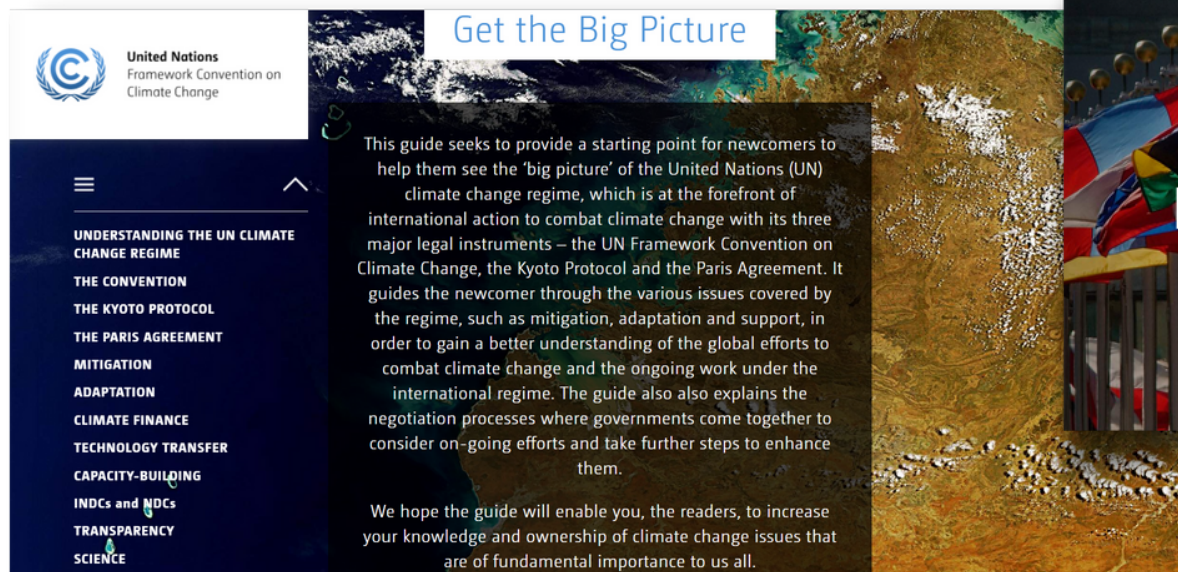 Get the Big Picture
United Nations
Framework Convention on
Climate Change
UNDERSTANDING THE UN CLIMATE
CHANGE REGIME
THE CONVENTION
THE KYOTO PROTOCOL
THE PARIS AGREEMENT
MITIGATION
ADAPTATION
CLIMATE FINANCE
TECHNOLOGY TRANSFER
CAPACITY-BUILDING
INDCs and NDCs
TRANSPARENCY
SCIENCE
This guide seeks to provide a starting point for newcomers to
help them see the ‘big picture’ of the United Nations (UN)
climate change regime, which is at the forefront of
international action to combat climate change with its three
major legal instruments – the UN Framework Convention on
Climate Change, the Kyoto Protocol and the Paris Agreement. It
guides the newcomer through the various issues covered by
the regime, such as mitigation, adaptation and support, in
order to gain a better understanding of the global efforts to
combat climate change and the ongoing work under the
international regime. The guide also also explains the
negotiation processes where governments come together to
consider on-going efforts and take further steps to enhance
them.
We hope the guide will enable you, the readers, to increase
your knowledge and ownership of climate change issues that
are of fundamental importance to us all.